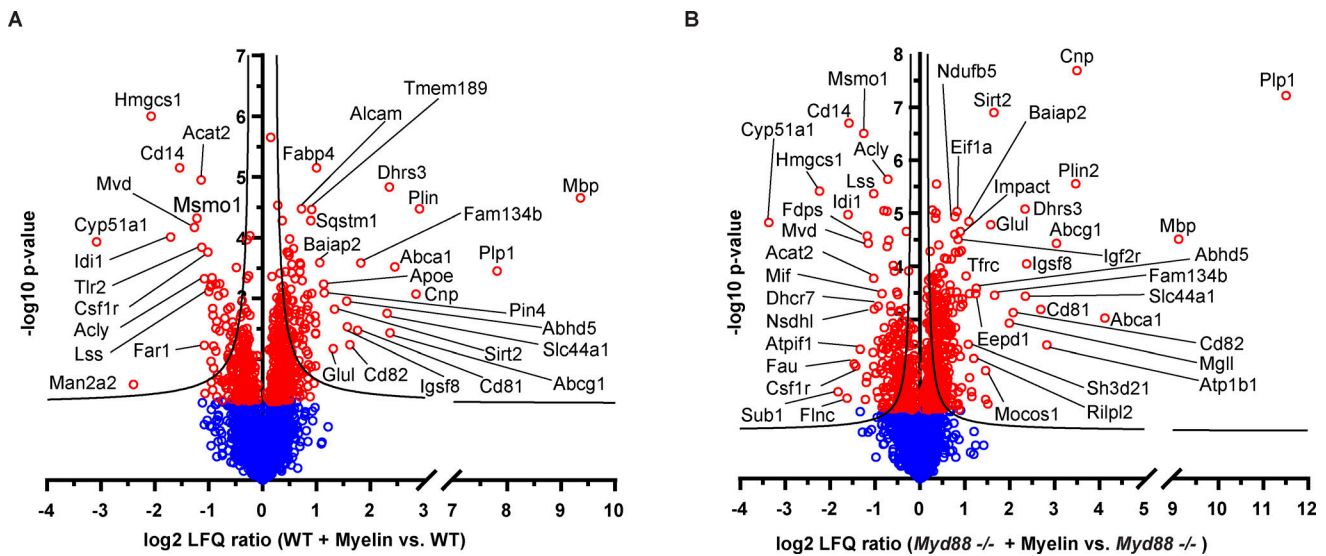 A
B
7
6
5
4
3
2
1
0
-log10 p-value
Hmgcs1
Acat2
Cd14
Mvd
Msmo1
Cyp51a1
Idi1
Tlr2
Csf1r
Acly
Lss
Far1
Man2a2
Tmem189
Alcam
Fabp4
Dhrs3
Plin
Mbp
Sqstm1
Fam134b
Baiap2
Abca1
Plp1
Apoe
Cnp
Pin4
Abhd5
Slc44a1
Sirt2
Glul
Cd82
Igsf8
Cd81
Abcg1
-4 -3 -2 -1 0 1 2 3 7 8 9 10
log2 LFQ ratio (WT + Myelin vs. WT)
8
7
6
5
4
3
2
1
0
-log10 p-value
Cnp
Ndufb5
Msmo1
Plp1
Sirt2
Cd14
Baiap2
Cyp51a1
Acly
Eif1a
Hmgcs1
Lss
Plin2
Impact
Idi1
Dhrs3
Fdps
Glul
Mbp
Mvd
Abcg1
Acat2
Igf2r
Abhd5
Tfrc
Igsf8
Mif
Fam134b
Dhcr7
Slc44a1
Nsdhl
Cd81
Abca1
Eepd1
Cd82
Atpif1
Mgll
Fau
Atp1b1
Csf1r
Sh3d21
Sub1
Flnc
Mocos1
Rilpl2
-4 -3 -2 -1 0 1 2 3 4 5 9 10 11 12
log2 LFQ ratio (Myd88 -/- + Myelin vs. Myd88 -/- )